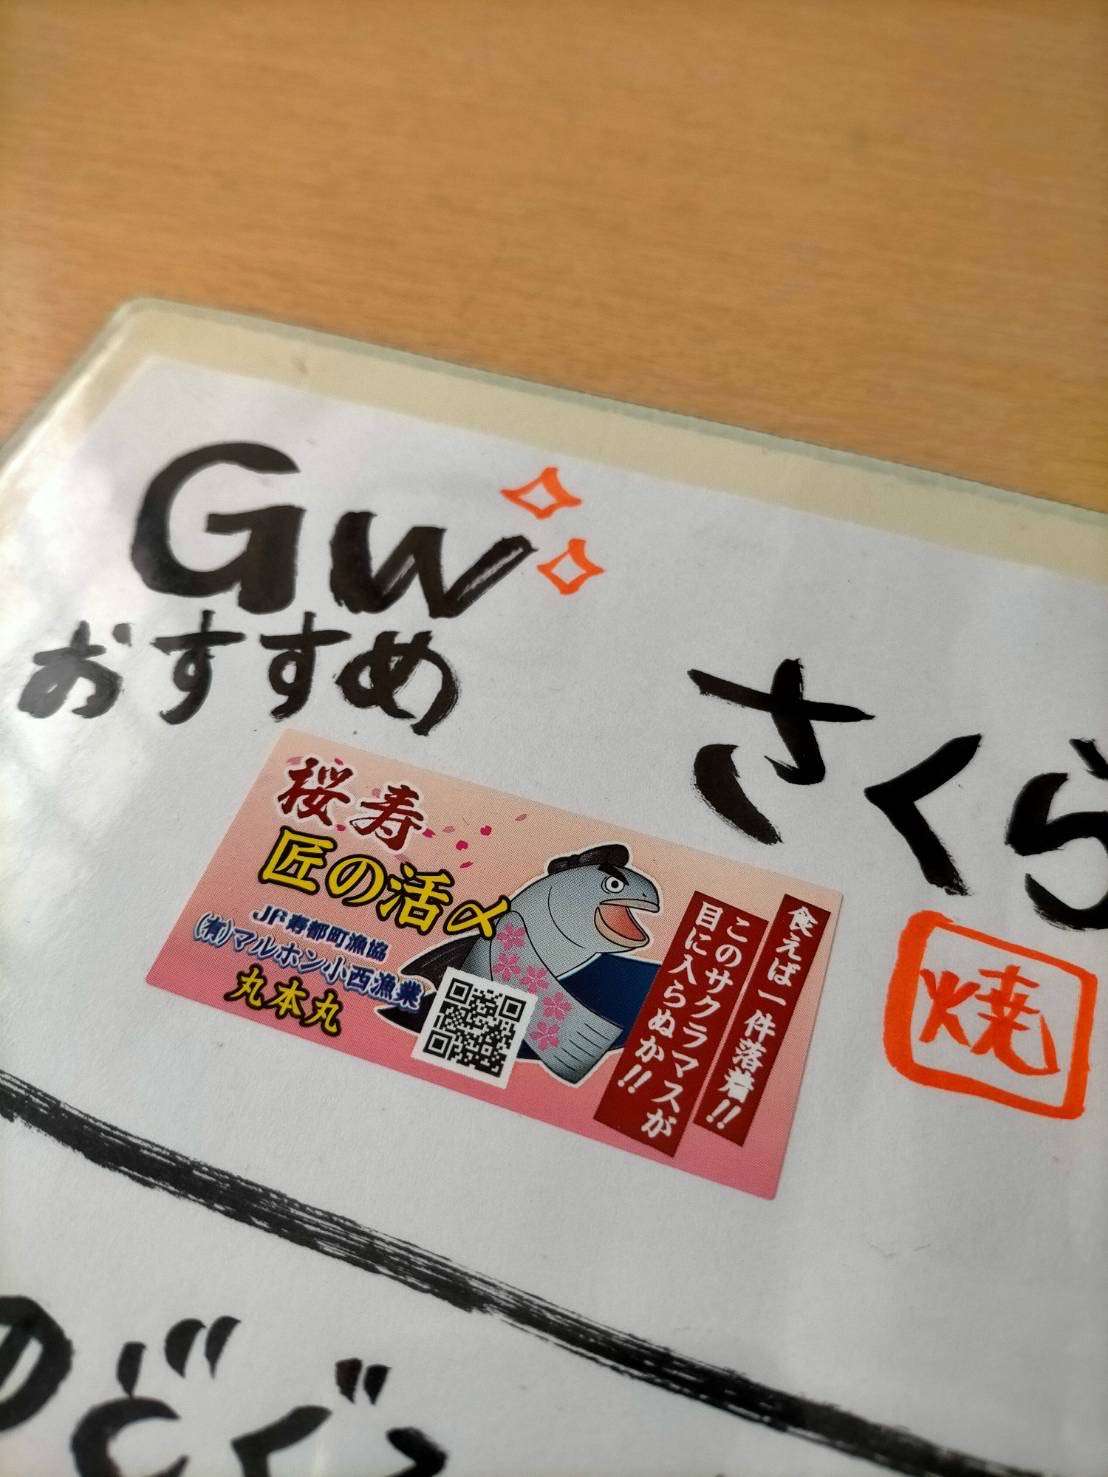 GW
おすすめ
さくら
焼
桜寿
匠の活〆
JF寿都町漁協
(有)マルホン小西漁業
丸本丸
食えば一件落着!!
このサクラマスが
目に入らぬか!!
のどぐ